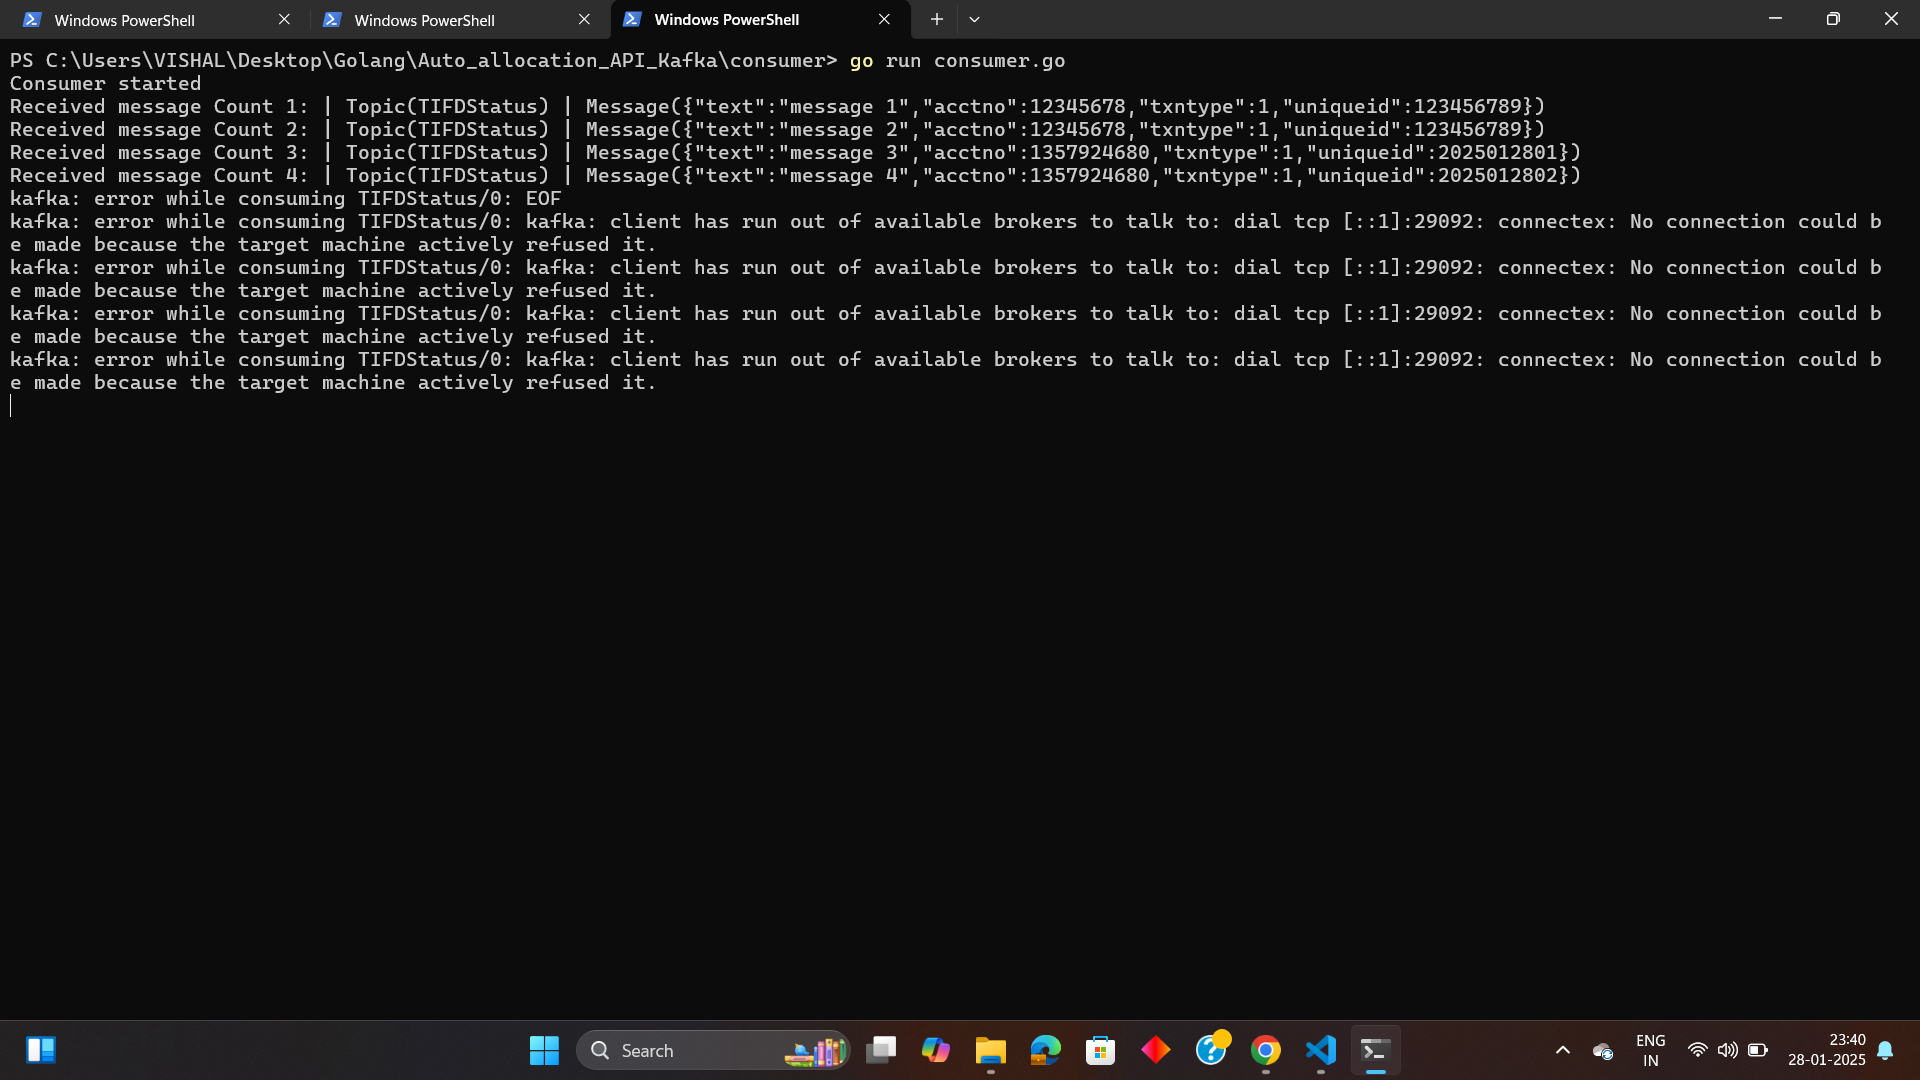 Windows PowerShell
Windows PowerShell
Windows PowerShell
PS C:\Users\VISHAL\Desktop\Golang\Auto_allocation_API_Kafka\consumer> go run consumer.go
Consumer started
Received message Count 1: | Topic(TIFDStatus) | Message({"text":"message 1","acctno":12345678,"txntype":1,"uniqueid":123456789})
Received message Count 2: | Topic(TIFDStatus) | Message({"text":"message 2","acctno":12345678,"txntype":1,"uniqueid":123456789})
Received message Count 3: | Topic(TIFDStatus) | Message({"text":"message 3","acctno":1357924680,"txntype":1,"uniqueid":2025012801})
Received message Count 4: | Topic(TIFDStatus) | Message({"text":"message 4","acctno":1357924680,"txntype":1,"uniqueid":2025012802})
kafka: error while consuming TIFDStatus/0: EOF
kafka: error while consuming TIFDStatus/0: kafka: client has run out of available brokers to talk to: dial tcp [::1]:29092: connectex: No connection could b
e made because the target machine actively refused it.
kafka: error while consuming TIFDStatus/0: kafka: client has run out of available brokers to talk to: dial tcp [::1]:29092: connectex: No connection could b
e made because the target machine actively refused it.
kafka: error while consuming TIFDStatus/0: kafka: client has run out of available brokers to talk to: dial tcp [::1]:29092: connectex: No connection could b
e made because the target machine actively refused it.
kafka: error while consuming TIFDStatus/0: kafka: client has run out of available brokers to talk to: dial tcp [::1]:29092: connectex: No connection could b
e made because the target machine actively refused it.
Search
ENG
IN
23:40
28-01-2025